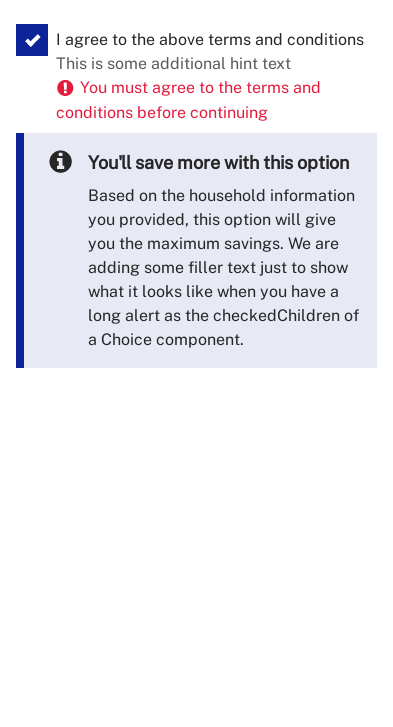 I agree to the above terms and conditions
This is some additional hint text
You must agree to the terms and
conditions before continuing
You'll save more with this option
Based on the household information
you provided, this option will give
you the maximum savings. We are
adding some filler text just to show
what it looks like when you have a
long alert as the checkedChildren of
a Choice component.